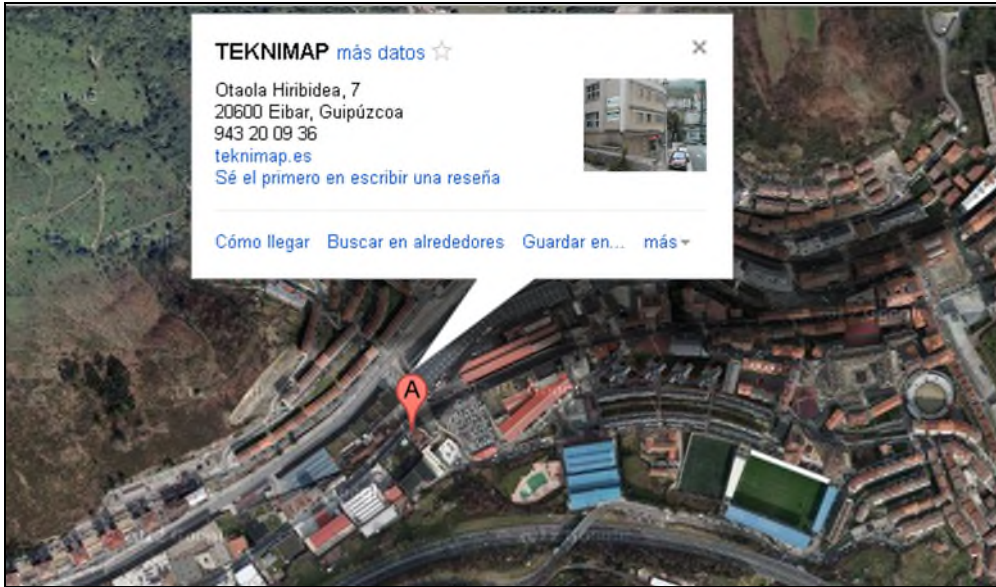 TEKNIMAP más datos
Otaola Hiribidea, 7
20600 Eibar, Guipúzcoa
943 20 09 36
teknimap.es
Sé el primero en escribir una reseña
Cómo llegar Buscar en alrededores Guardar en... más
A